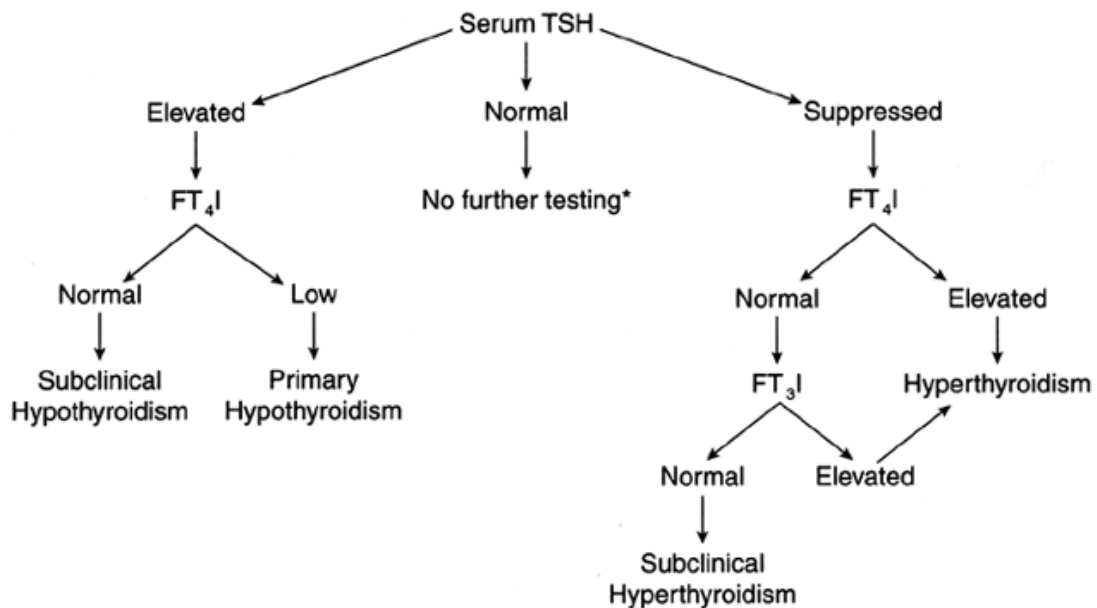 Serum TSH
Elevated
Normal
Suppressed
FT₄I
No further testing*
FT₄I
Normal
Low
Normal
Elevated
Subclinical
Hypothyroidism
Primary
Hypothyroidism
FT₃I
Hyperthyroidism
Normal
Elevated
Subclinical
Hyperthyroidism